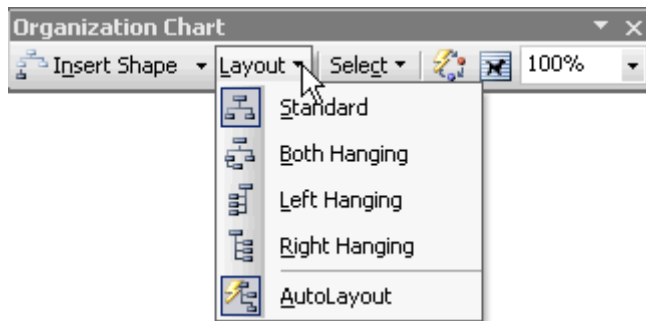 Organization Chart
Insert Shape Layout Select 100%
Standard
Both Hanging
Left Hanging
Right Hanging
AutoLayout